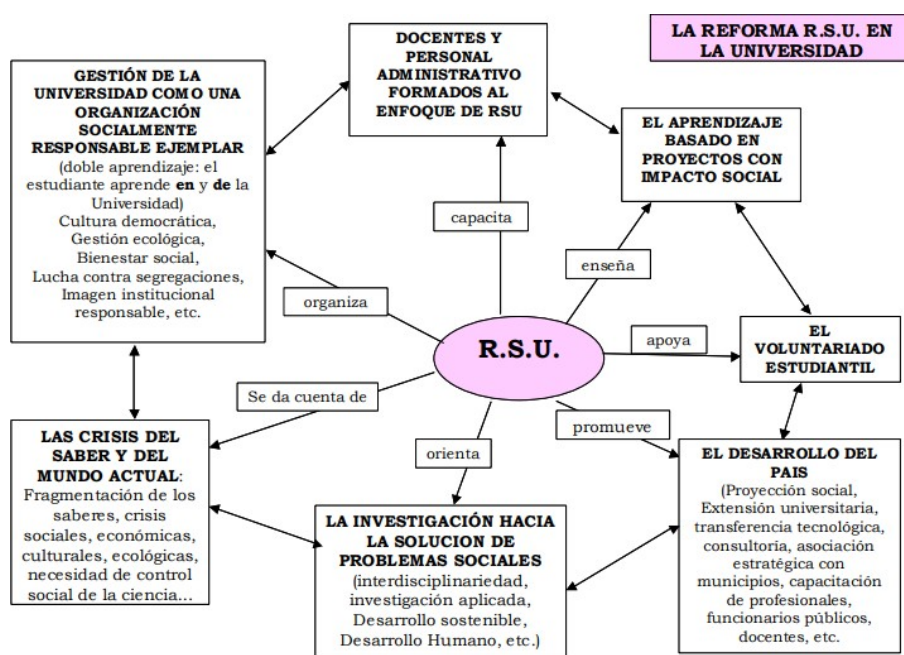 LA REFORMA R.S.U. EN
LA UNIVERSIDAD
DOCENTES Y
PERSONAL
ADMINISTRATIVO
FORMADOS AL
ENFOQUE DE RSU
GESTIÓN DE LA
UNIVERSIDAD COMO UNA
ORGANIZACIÓN
SOCIALMENTE
RESPONSABLE EJEMPLAR
(doble aprendizaje: el
estudiante aprende en y de la
Universidad)
Cultura democrática,
Gestión ecológica,
Bienestar social,
Lucha contra segregaciones,
Imagen institucional
responsable, etc.
EL APRENDIZAJE
BASADO EN
PROYECTOS CON
IMPACTO SOCIAL
capacita
enseña
organiza
R.S.U.
apoya
EL
VOLUNTARIADO
ESTUDIANTIL
Se da cuenta de
promueve
orienta
LAS CRISIS DEL
SABER Y DEL
MUNDO ACTUAL:
Fragmentación de los
saberes, crisis
sociales, económicas,
culturales, ecológicas,
necesidad de control
social de la ciencia...
LA INVESTIGACIÓN HACIA
LA SOLUCION DE
PROBLEMAS SOCIALES
(interdisciplinariedad,
investigación aplicada,
Desarrollo sostenible,
Desarrollo Humano, etc.)
EL DESARROLLO DEL
PAIS
(Proyección social,
Extensión universitaria,
transferencia tecnológica,
consultoría, asociación
estratégica con
municipios, capacitación
de profesionales,
funcionarios públicos,
docentes, etc.